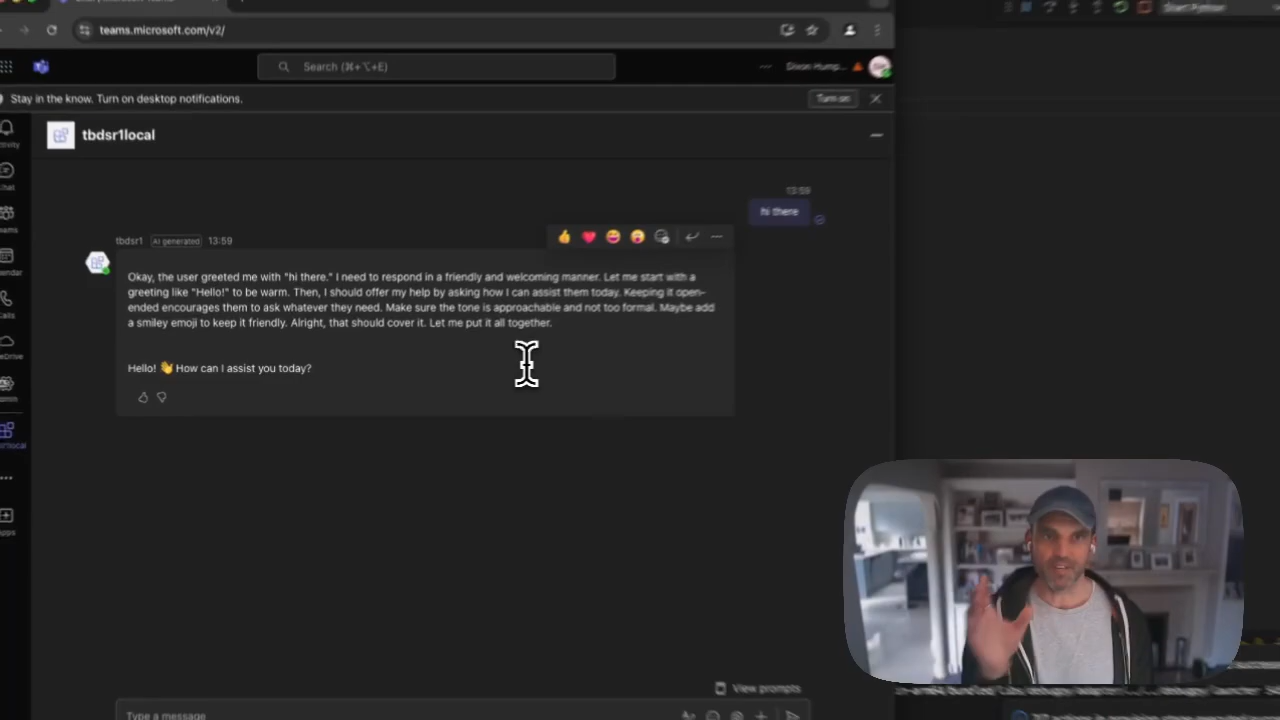 teams.microsoft.com/v2/
Search (⌘+⌥+E)
Dixon Hump...
Stay in the know. Turn on desktop notifications.
Turn on
tbdsr1local
13:59
hi there
tbdsr1 AI generated 13:59
Okay, the user greeted me with "hi there." I need to respond in a friendly and welcoming manner. Let me start with a
greeting like "Hello!" to be warm. Then, I should offer my help by asking how I can assist them today. Keeping it open-
ended encourages them to ask whatever they need. Make sure the tone is approachable and not too formal. Maybe add
a smiley emoji to keep it friendly. Alright, that should cover it. Let me put it all together.
Hello! 👋 How can I assist you today?
View prompts
Type a message